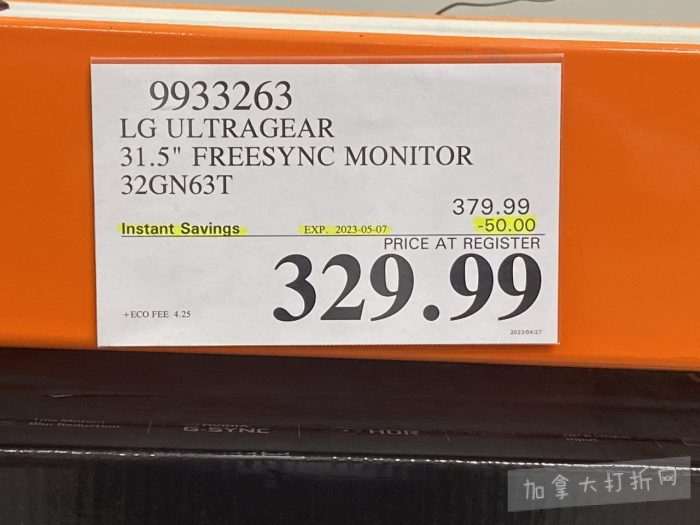 9933263
LG ULTRAGEAR
31.5" FREESYNC MONITOR
32GN63T
379.99
Instant Savings EXP. 2023-05-07 -50.00
PRICE AT REGISTER
329.99
+ECO FEE 4.25
2023/04/27
G-SYNC HDR
加拿大打折网